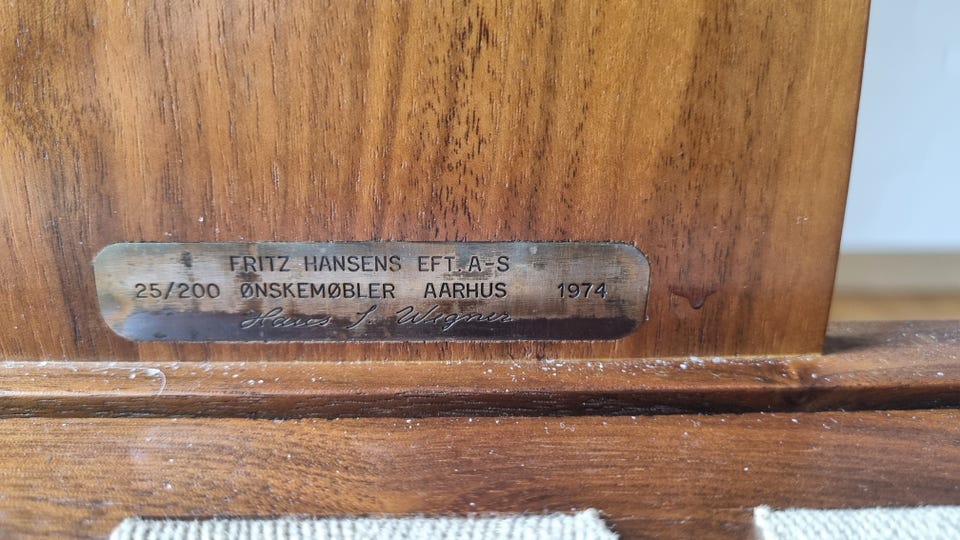 FRITZ HANSENS EFT. A-S
25/200 ØNSKEMØBLER AARHUS 1974
Hans J. Wegner